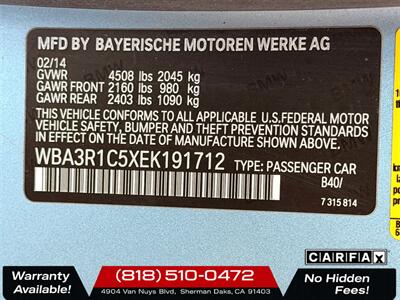 MFD BY BAYERISCHE MOTOREN WERKE AG
02/14
GVWR 4508 lbs 2045 kg
GAWR FRONT 2160 lbs 980 kg
GAWR REAR 2403 lbs 1090 kg
THIS VEHICLE CONFORMS TO ALL APPLICABLE U.S.FEDERAL MOTOR
VEHICLE SAFETY, BUMPER, AND THEFT PREVENTION STANDARDS
IN EFFECT ON THE DATE OF MANUFACTURE SHOWN ABOVE.
WBA3R1C5XEK191712 TYPE: PASSENGER CAR
B40/
7 315 814
Warranty
Available!
(818) 510-0472
4904 Van Nuys Blvd, Sherman Oaks, CA 91403
CARFAX
No Hidden
Fees!